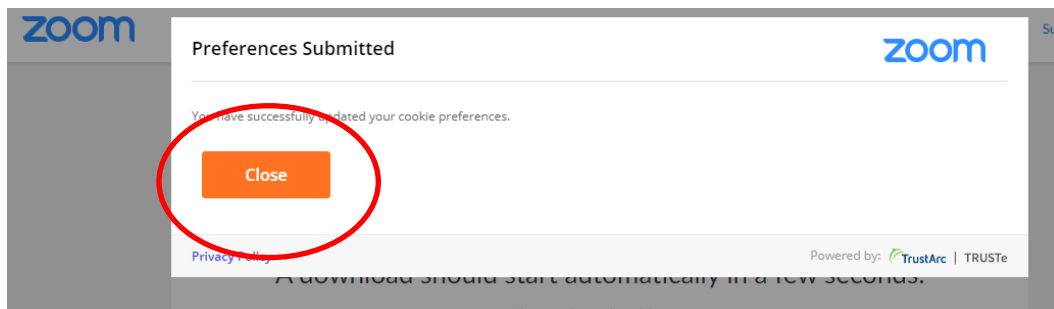 zoom
Su
Preferences Submitted
zoom
You have successfully updated your cookie preferences.
Close
Privacy Policy
Powered by: TrustArc | TRUSTe
A download should start automatically in a few seconds.